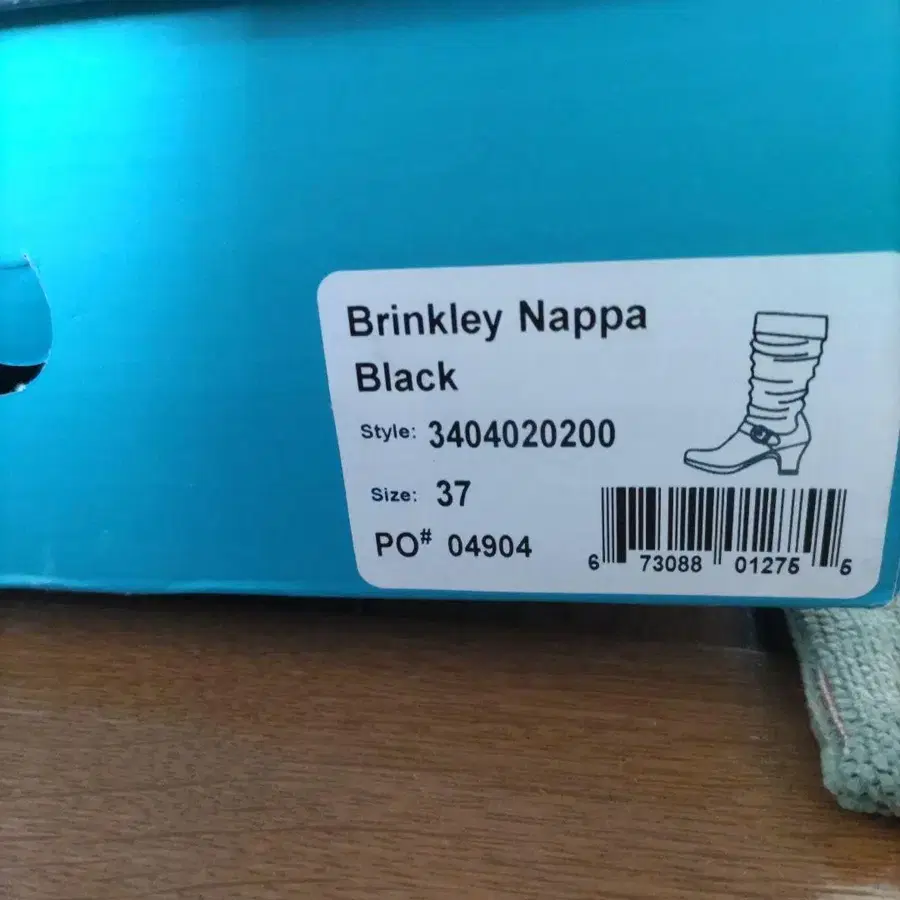 Brinkley Nappa
Black
Style: 3404020200
Size: 37
PO# 04904
6 73088 01275 5